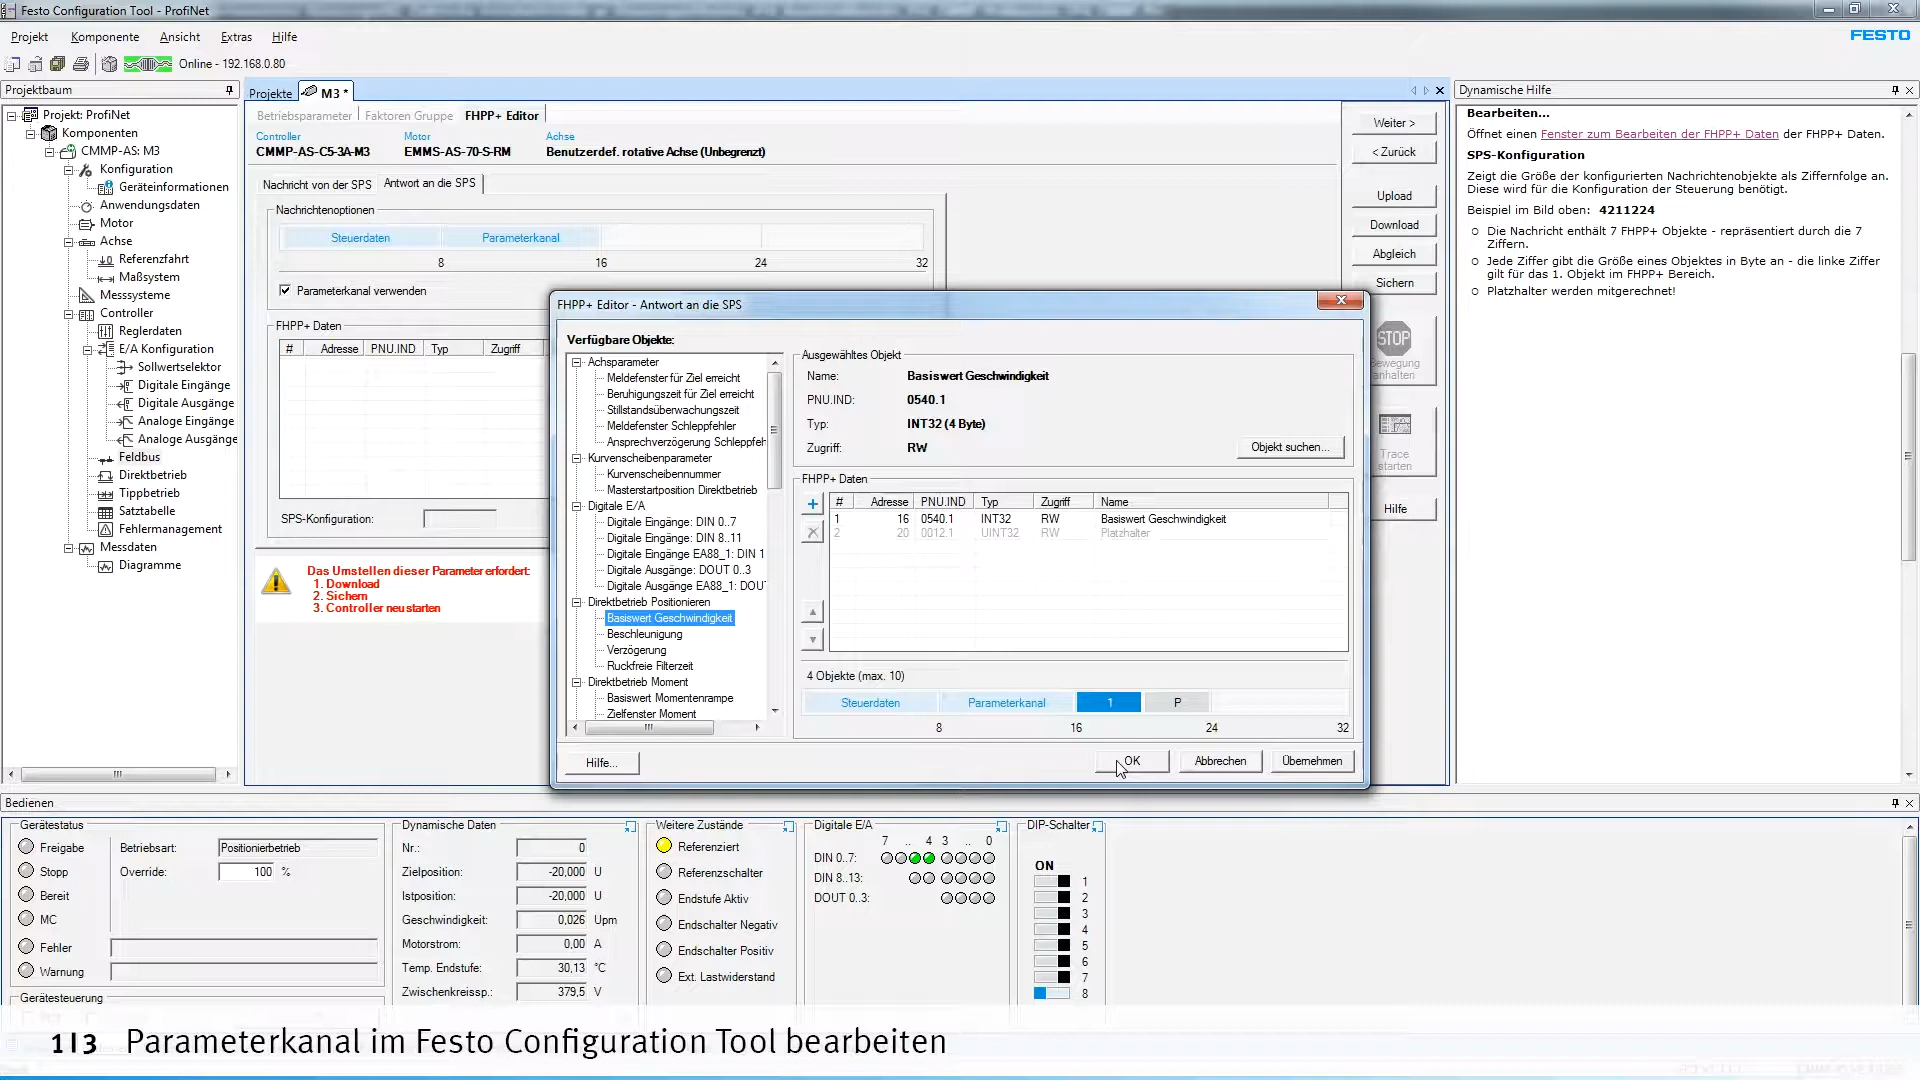 Festo Configuration Tool - ProfiNet
Projekt Komponente Ansicht Extras Hilfe
FESTO
Online - 192.168.0.80
Projektbaum
Projekt: ProfiNet
Komponenten
CMMP-AS: M3
Konfiguration
Geräteinformationen
Anwendungsdaten
Motor
Achse
Referenzfahrt
Maßsystem
Messsysteme
Controller
Reglerdaten
E/A Konfiguration
Sollwertselektor
Digitale Eingänge
Digitale Ausgänge
Analoge Eingänge
Analoge Ausgänge
Feldbus
Direktbetrieb
Tippbetrieb
Satztabelle
Fehlermanagement
Messdaten
Diagramme
Projekte M3 *
Betriebsparameter Faktoren Gruppe FHPP+ Editor
Controller Motor Achse
CMMP-AS-C5-3A-M3 EMMS-AS-70-S-RM Benutzerdef. rotative Achse (Unbegrenzt)
Nachricht von der SPS Antwort an die SPS
Nachrichtenoptionen
Steuerdaten Parameterkanal
8 16 24 32
Parameterkanal verwenden
FHPP+ Daten
# Adresse PNU.IND Typ Zugriff
SPS-Konfiguration:
Das Umstellen dieser Parameter erfordert:
1. Download
2. Sichern
3. Controller neu starten
Weiter >
< Zurück
Upload
Download
Abgleich
Sichern
STOP
Bewegung
anhalten
Trace
starten
Hilfe
FHPP+ Editor - Antwort an die SPS
Verfügbare Objekte:
Achsparameter
Meldefenster für Ziel erreicht
Beruhigungszeit für Ziel erreicht
Stillstandsüberwachungszeit
Meldefenster Schleppfehler
Ansprechverzögerung Schleppfeh
Kurvenscheibenparameter
Kurvenscheibennummer
Masterstartposition Direktbetrieb
Digitale E/A
Digitale Eingänge: DIN 0..7
Digitale Eingänge: DIN 8..11
Digitale Eingänge EA88_1: DIN 1
Digitale Ausgänge: DOUT 0..3
Digitale Ausgänge EA88_1: DOU
Direktbetrieb Positionieren
Basiswert Geschwindigkeit
Beschleunigung
Verzögerung
Ruckfreie Filterzeit
Direktbetrieb Moment
Basiswert Momentenrampe
Zielfenster Moment
Ausgewähltes Objekt
Name: Basiswert Geschwindigkeit
PNU.IND: 0540.1
Typ: INT32 (4 Byte)
Zugriff: RW
Objekt suchen...
FHPP+ Daten
# Adresse PNU.IND Typ Zugriff Name
1 16 0540.1 INT32 RW Basiswert Geschwindigkeit
2 20 0012.1 UINT32 RW Platzhalter
4 Objekte (max. 10)
Steuerdaten Parameterkanal 1 P
8 16 24 32
Hilfe... OK Abbrechen Übernehmen
Dynamische Hilfe
Bearbeiten...
Öffnet einen Fenster zum Bearbeiten der FHPP+ Daten der FHPP+ Daten.
SPS-Konfiguration
Zeigt die Größe der konfigurierten Nachrichtenobjekte als Ziffernfolge an.
Diese wird für die Konfiguration der Steuerung benötigt.
Beispiel im Bild oben: 4211224
Die Nachricht enthält 7 FHPP+ Objekte - repräsentiert durch die 7
Ziffern.
Jede Ziffer gibt die Größe eines Objektes in Byte an - die linke Ziffer
gilt für das 1. Objekt im FHPP+ Bereich.
Platzhalter werden mitgerechnet!
Bedienen
Gerätestatus
Freigabe
Stopp
Bereit
MC
Fehler
Warnung
Betriebsart: Positionierbetrieb
Override: 100 %
Gerätesteuerung
Dynamische Daten
Nr.: 0
Zielposition: -20,000 U
Istposition: -20,000 U
Geschwindigkeit: 0,026 Upm
Motorstrom: 0,00 A
Temp. Endstufe: 30,13 °C
Zwischenkreissp.: 379,5 V
Weitere Zustände
Referenziert
Referenzschalter
Endstufe Aktiv
Endschalter Negativ
Endschalter Positiv
Ext. Lastwiderstand
Digitale E/A
7 .. 4 3 .. 0
DIN 0..7:
DIN 8..13:
DOUT 0..3:
DIP-Schalter
ON
1
2
3
4
5
6
7
8
1|3 Parameterkanal im Festo Configuration Tool bearbeiten